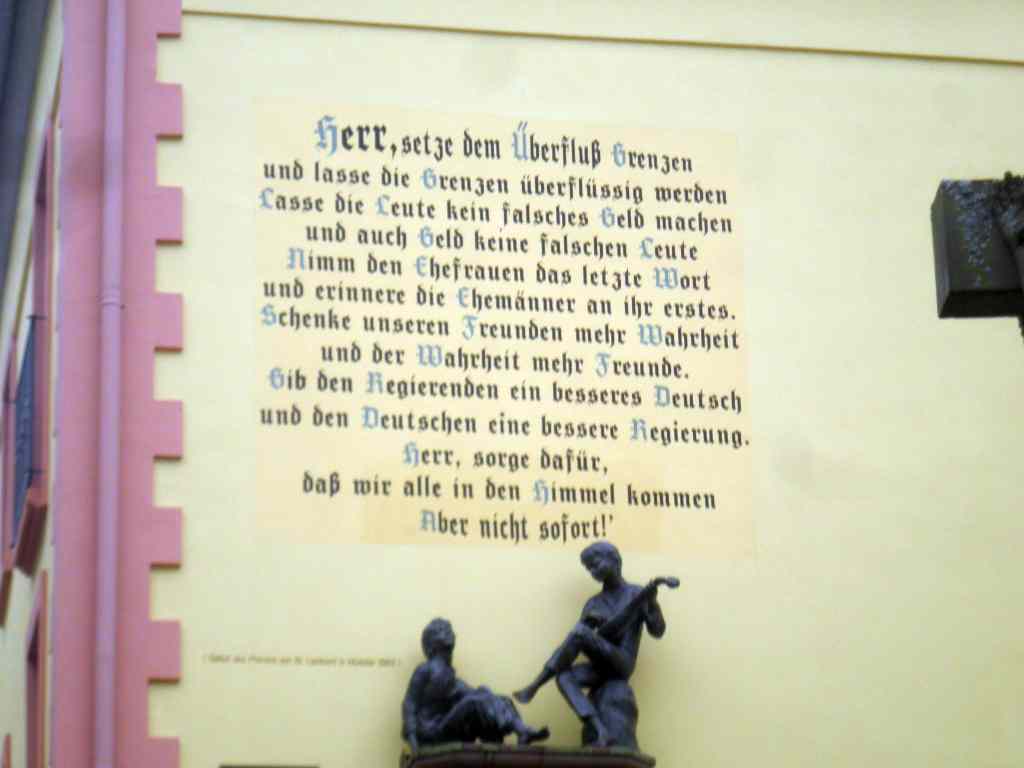 Herr, setze dem Überfluß Grenzen
und lasse die Grenzen überflüssig werden
Lasse die Leute kein falsches Geld machen
und auch Geld keine falschen Leute
Nimm den Ehefrauen das letzte Wort
und erinnere die Ehemänner an ihr erstes.
Schenke unseren Freunden mehr Wahrheit
und der Wahrheit mehr Freunde.
Gib den Regierenden ein besseres Deutsch
und den Deutschen eine bessere Regierung.
Herr, sorge dafür,
daß wir alle in den Himmel kommen
Aber nicht sofort!'